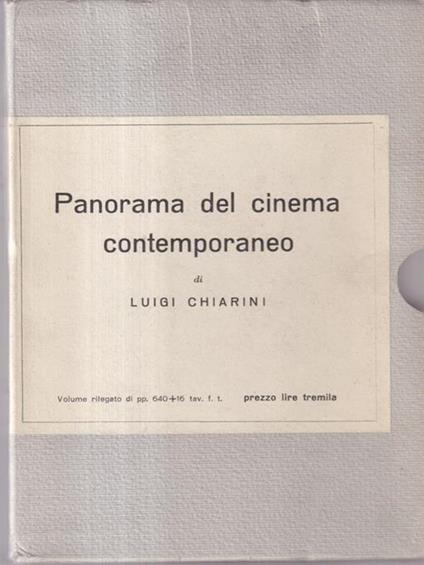 Panorama del cinema
contemporaneo
di
LUIGI CHIARINI
Volume rilegato di pp. 640+16 tav. f. t. prezzo lire tremila